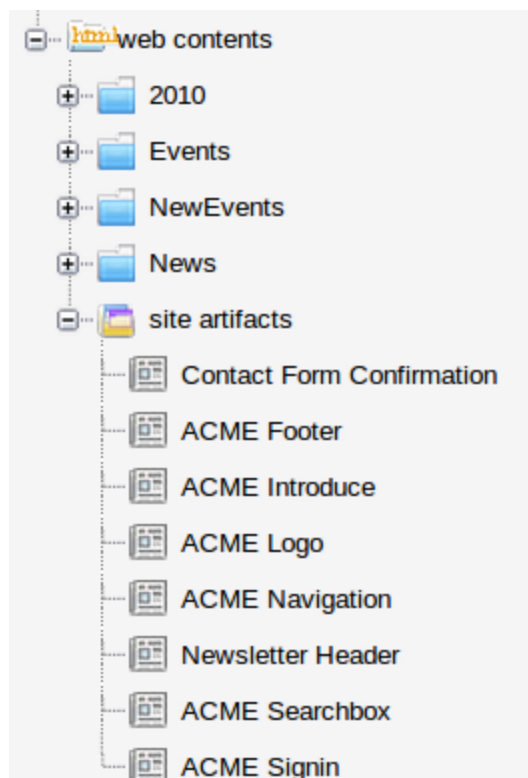 html web contents
2010
Events
NewEvents
News
site artifacts
Contact Form Confirmation
ACME Footer
ACME Introduce
ACME Logo
ACME Navigation
Newsletter Header
ACME Searchbox
ACME Signin